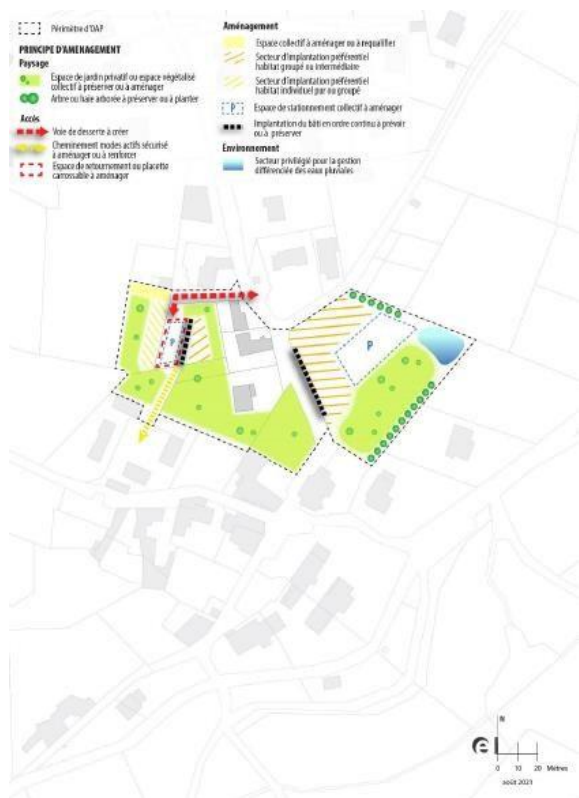 Périmètre d'OAP
PRINCIPE D'AMENAGEMENT
Paysage
Espace de jardin privatif ou espace végétalisé
collectif à préserver ou à aménager
Arbre ou haie arborée à préserver ou à planter
Accès
Voie de desserte à créer
Cheminement modes actifs sécurisé
à aménager ou à renforcer
Espace de retournement ou placette
carrossable à aménager
Aménagement
Espace collectif à aménager ou à requalifier
Secteur d'implantation préférentiel
habitat groupé ou intermédiaire
Secteur d'implantation préférentiel
habitat individuel pur ou groupé
P
Espace de stationnement collectif à aménager
Implantation du bâti en ordre continu à prévoir
ou à préserver
Environnement
Secteur privilégié pour la gestion
différenciée des eaux pluviales
P
P
N
0 10 20 Mètres
août 2021